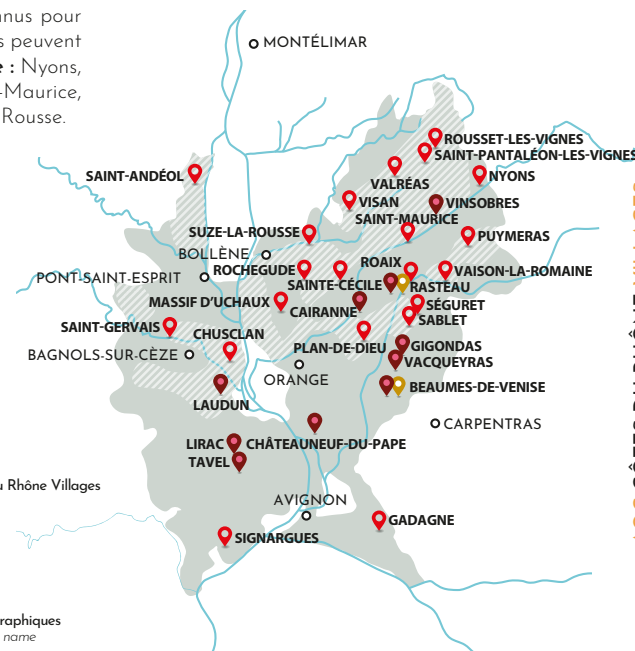 nnus pour
s peuvent
e : Nyons,
-Maurice,
Rousse.
MONTÉLIMAR
ROUSSET-LES-VIGNES
SAINT-PANTALÉON-LES-VIGNES
SAINT-ANDÉOL
VALRÉAS
NYONS
VISAN
VINSOBRES
SAINT-MAURICE
SUZE-LA-ROUSSE
PUYMERAS
BOLLÈNE
ROCHEGUDE
ROAIX
VAISON-LA-ROMAINE
PONT-SAINT-ESPRIT
SAINTE-CÉCILE
RASTEAU
MASSIF D'UCHAUX
CAIRANNE
SÉGURET
SABLET
SAINT-GERVAIS
CHUSCLAN
PLAN-DE-DIEU
GIGONDAS
BAGNOLS-SUR-CÈZE
VACQUEYRAS
ORANGE
BEAUMES-DE-VENISE
LAUDUN
CARPENTRAS
LIRAC
CHÂTEAUNEUF-DU-PAPE
TAVEL
u Rhône Villages
AVIGNON
GADAGNE
SIGNARGUES
raphiques
name